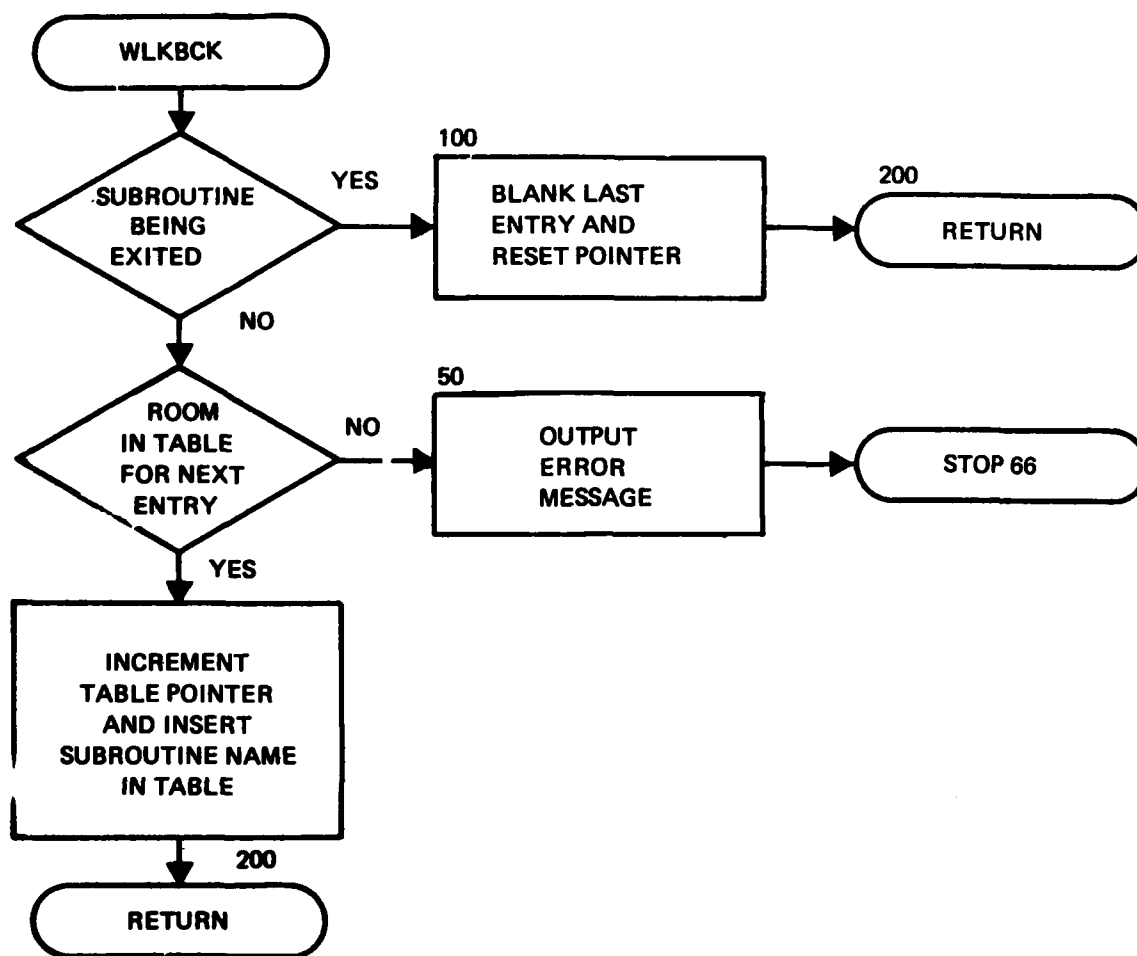 WLKBCK
SUBROUTINE
BEING
EXITED
YES
100
BLANK LAST
ENTRY AND
RESET POINTER
200
RETURN
NO
ROOM
IN TABLE
FOR NEXT
ENTRY
NO
50
OUTPUT
ERROR
MESSAGE
STOP 66
YES
INCREMENT
TABLE POINTER
AND INSERT
SUBROUTINE NAME
IN TABLE
200
RETURN